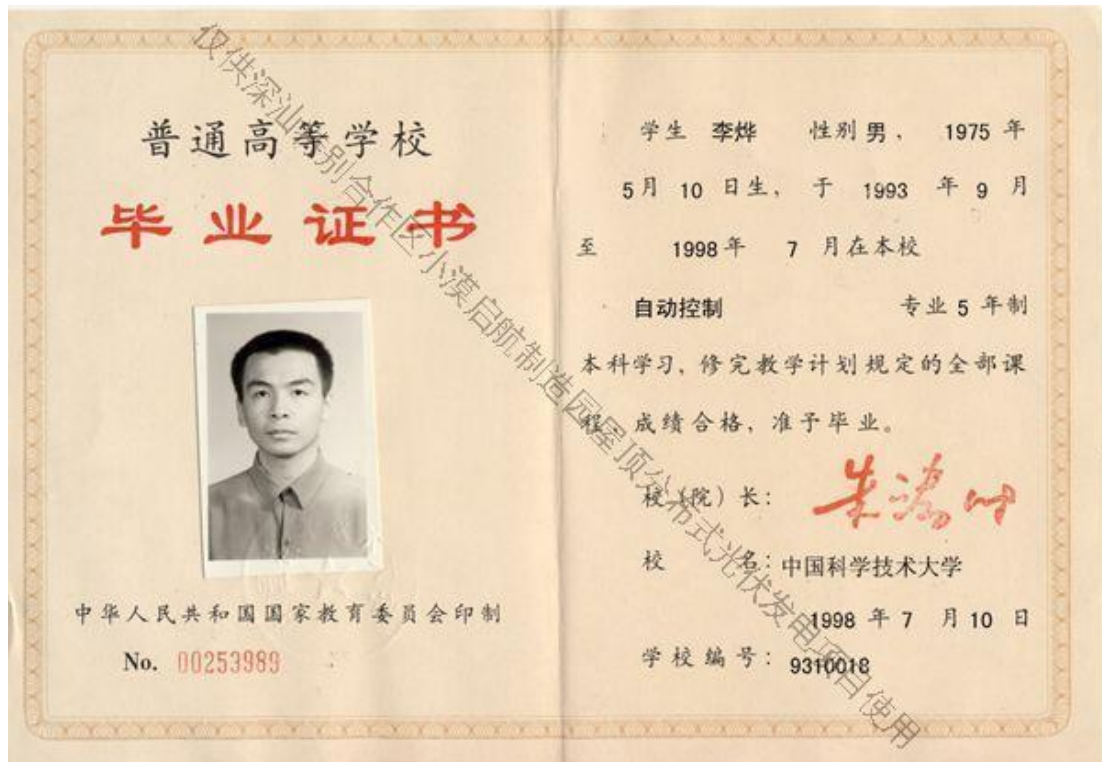 普通高等学校
毕业证书
中华人民共和国国家教育委员会印制
No. 00253989
学生 李烨 性别 男, 1975 年
5月 10 日生, 于 1993 年 9 月
至 1998 年 7 月在本校
自动控制 专业 5 年制
本科学习, 修完教学计划规定的全部课
程 成绩合格, 准予毕业。
校(院)长:
校 名: 中国科学技术大学
1998 年 7 月 10 日
学校编号: 9310018
仅供深汕特别合作区小漠启航制造园屋顶分布式光伏发电项目使用